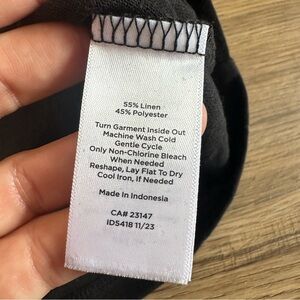 55% Linen
45% Polyester
Turn Garment Inside Out
Machine Wash Cold
Gentle Cycle
Only Non-Chlorine Bleach
When Needed
Reshape, Lay Flat To Dry
Cool Iron, If Needed
Made in Indonesia
CA# 23147
IDS418 11/23